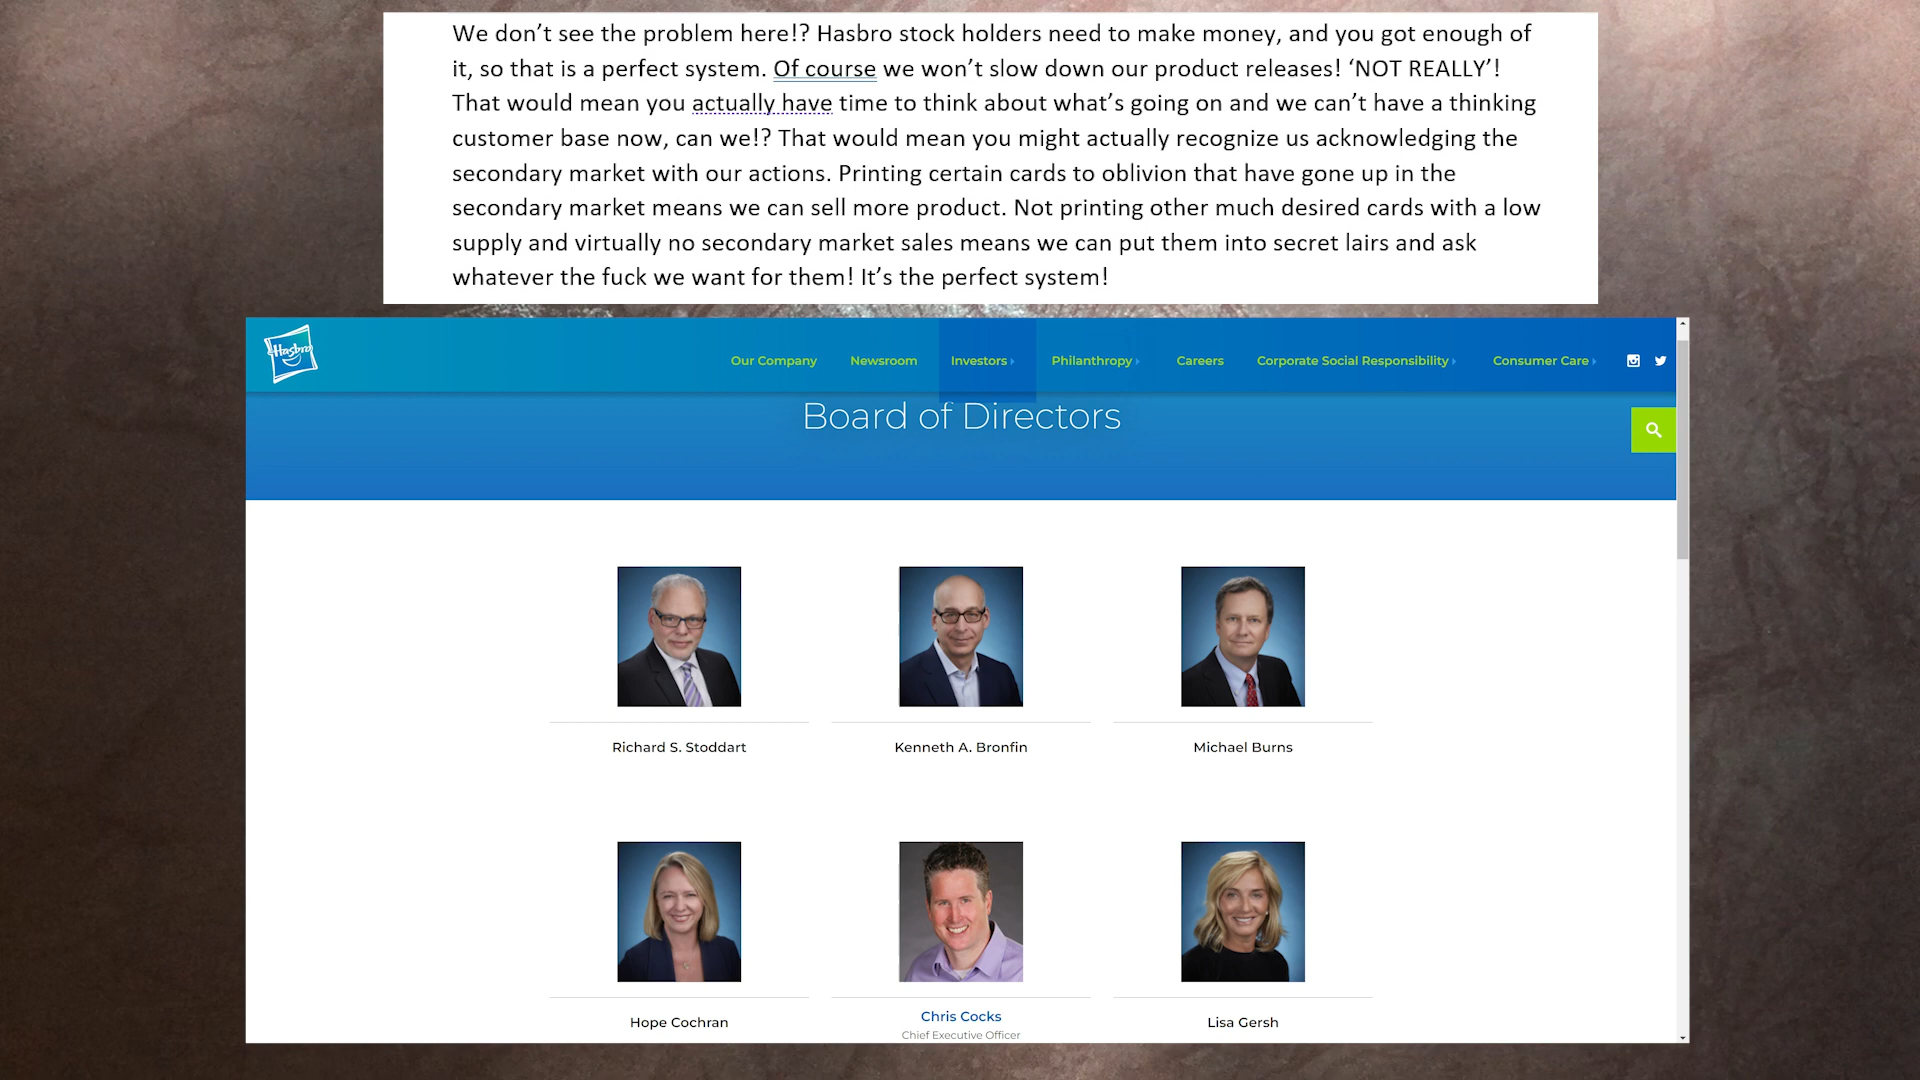 We don’t see the problem here!? Hasbro stock holders need to make money, and you got enough of
it, so that is a perfect system. Of course we won’t slow down our product releases! ‘NOT REALLY’!
That would mean you actually have time to think about what’s going on and we can’t have a thinking
customer base now, can we!? That would mean you might actually recognize us acknowledging the
secondary market with our actions. Printing certain cards to oblivion that have gone up in the
secondary market means we can sell more product. Not printing other much desired cards with a low
supply and virtually no secondary market sales means we can put them into secret lairs and ask
whatever the fuck we want for them! It’s the perfect system!
Hasbro
Our Company Newsroom Investors Philanthropy Careers Corporate Social Responsibility Consumer Care
Board of Directors
Richard S. Stoddart Kenneth A. Bronfin Michael Burns
Hope Cochran Chris Cocks Lisa Gersh
Chief Executive Officer